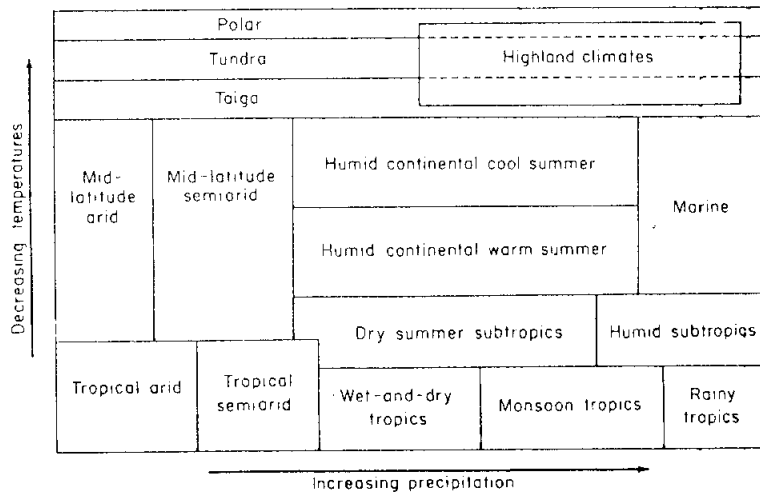 Polar
Tundra
Highland climates
Taiga
Decreasing temperatures
Mid-
latitude
arid
Mid-latitude
semiarid
Humid continental cool summer
Marine
Humid continental warm summer
Dry summer subtropics
Humid subtropics
Tropical arid
Tropical
semiarid
Wet-and-dry
tropics
Monsoon tropics
Rainy
tropics
Increasing precipitation